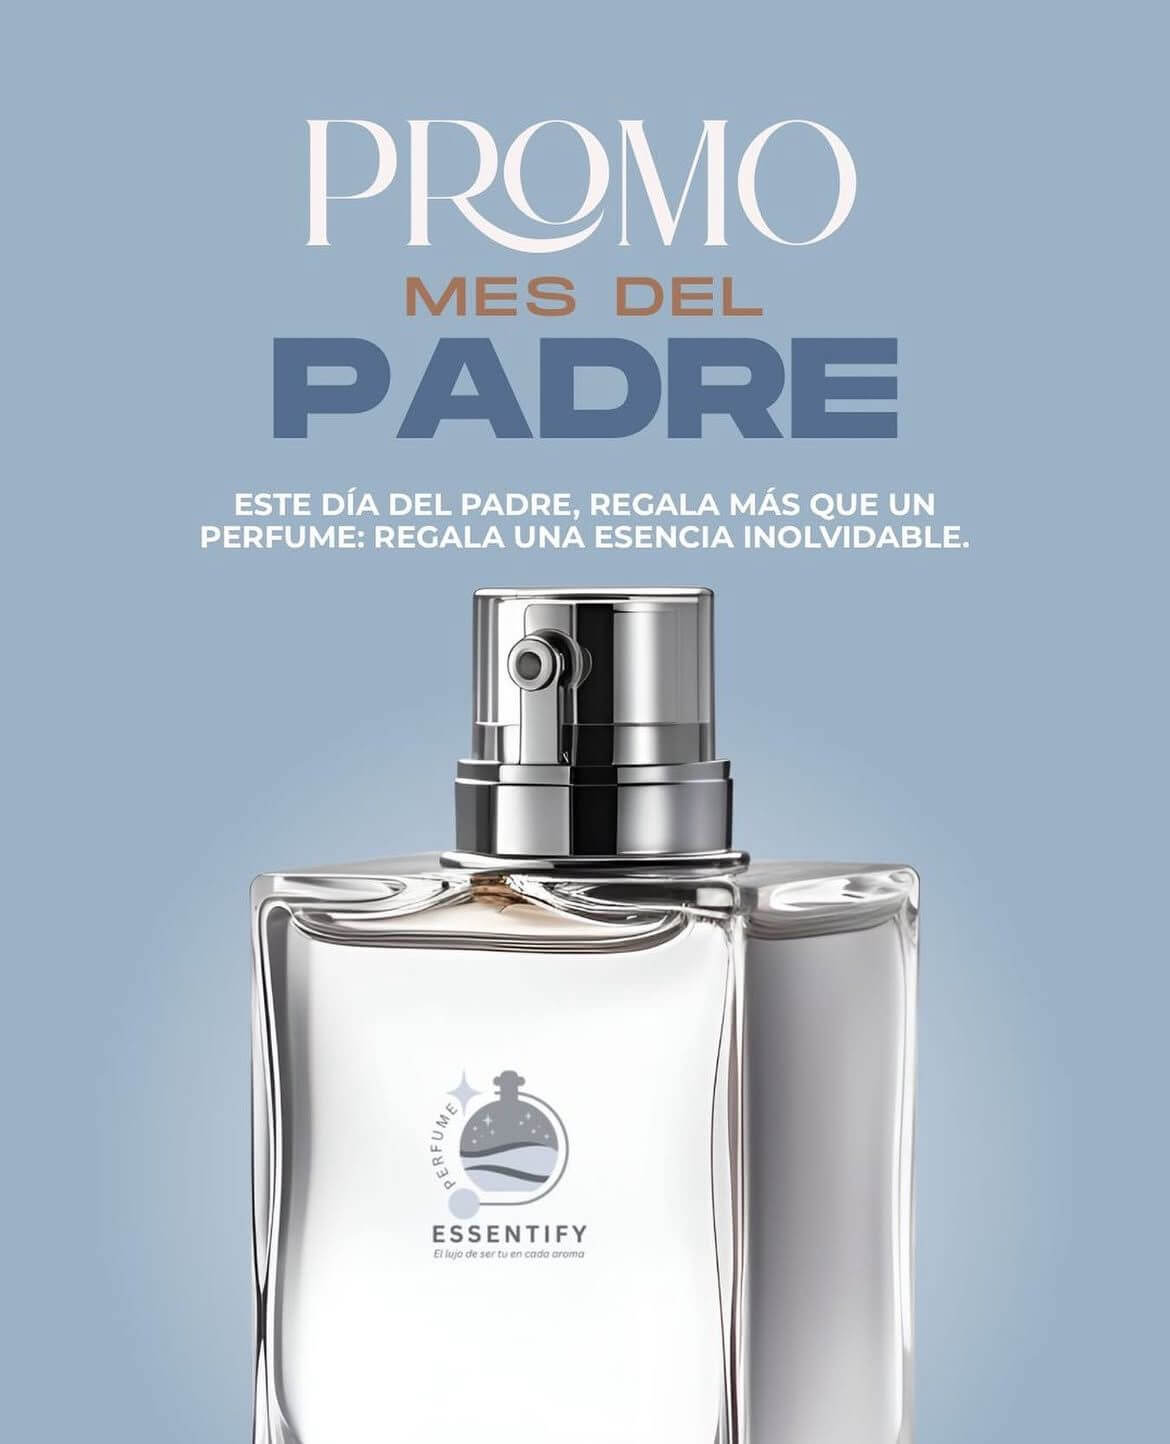 PROMO
MES DEL
PADRE
ESTE DÍA DEL PADRE, REGALA MÁS QUE UN
PERFUME: REGALA UNA ESENCIA INOLVIDABLE.
PERFUME
ESSENTIFY
El lujo de ser tu en cada aroma